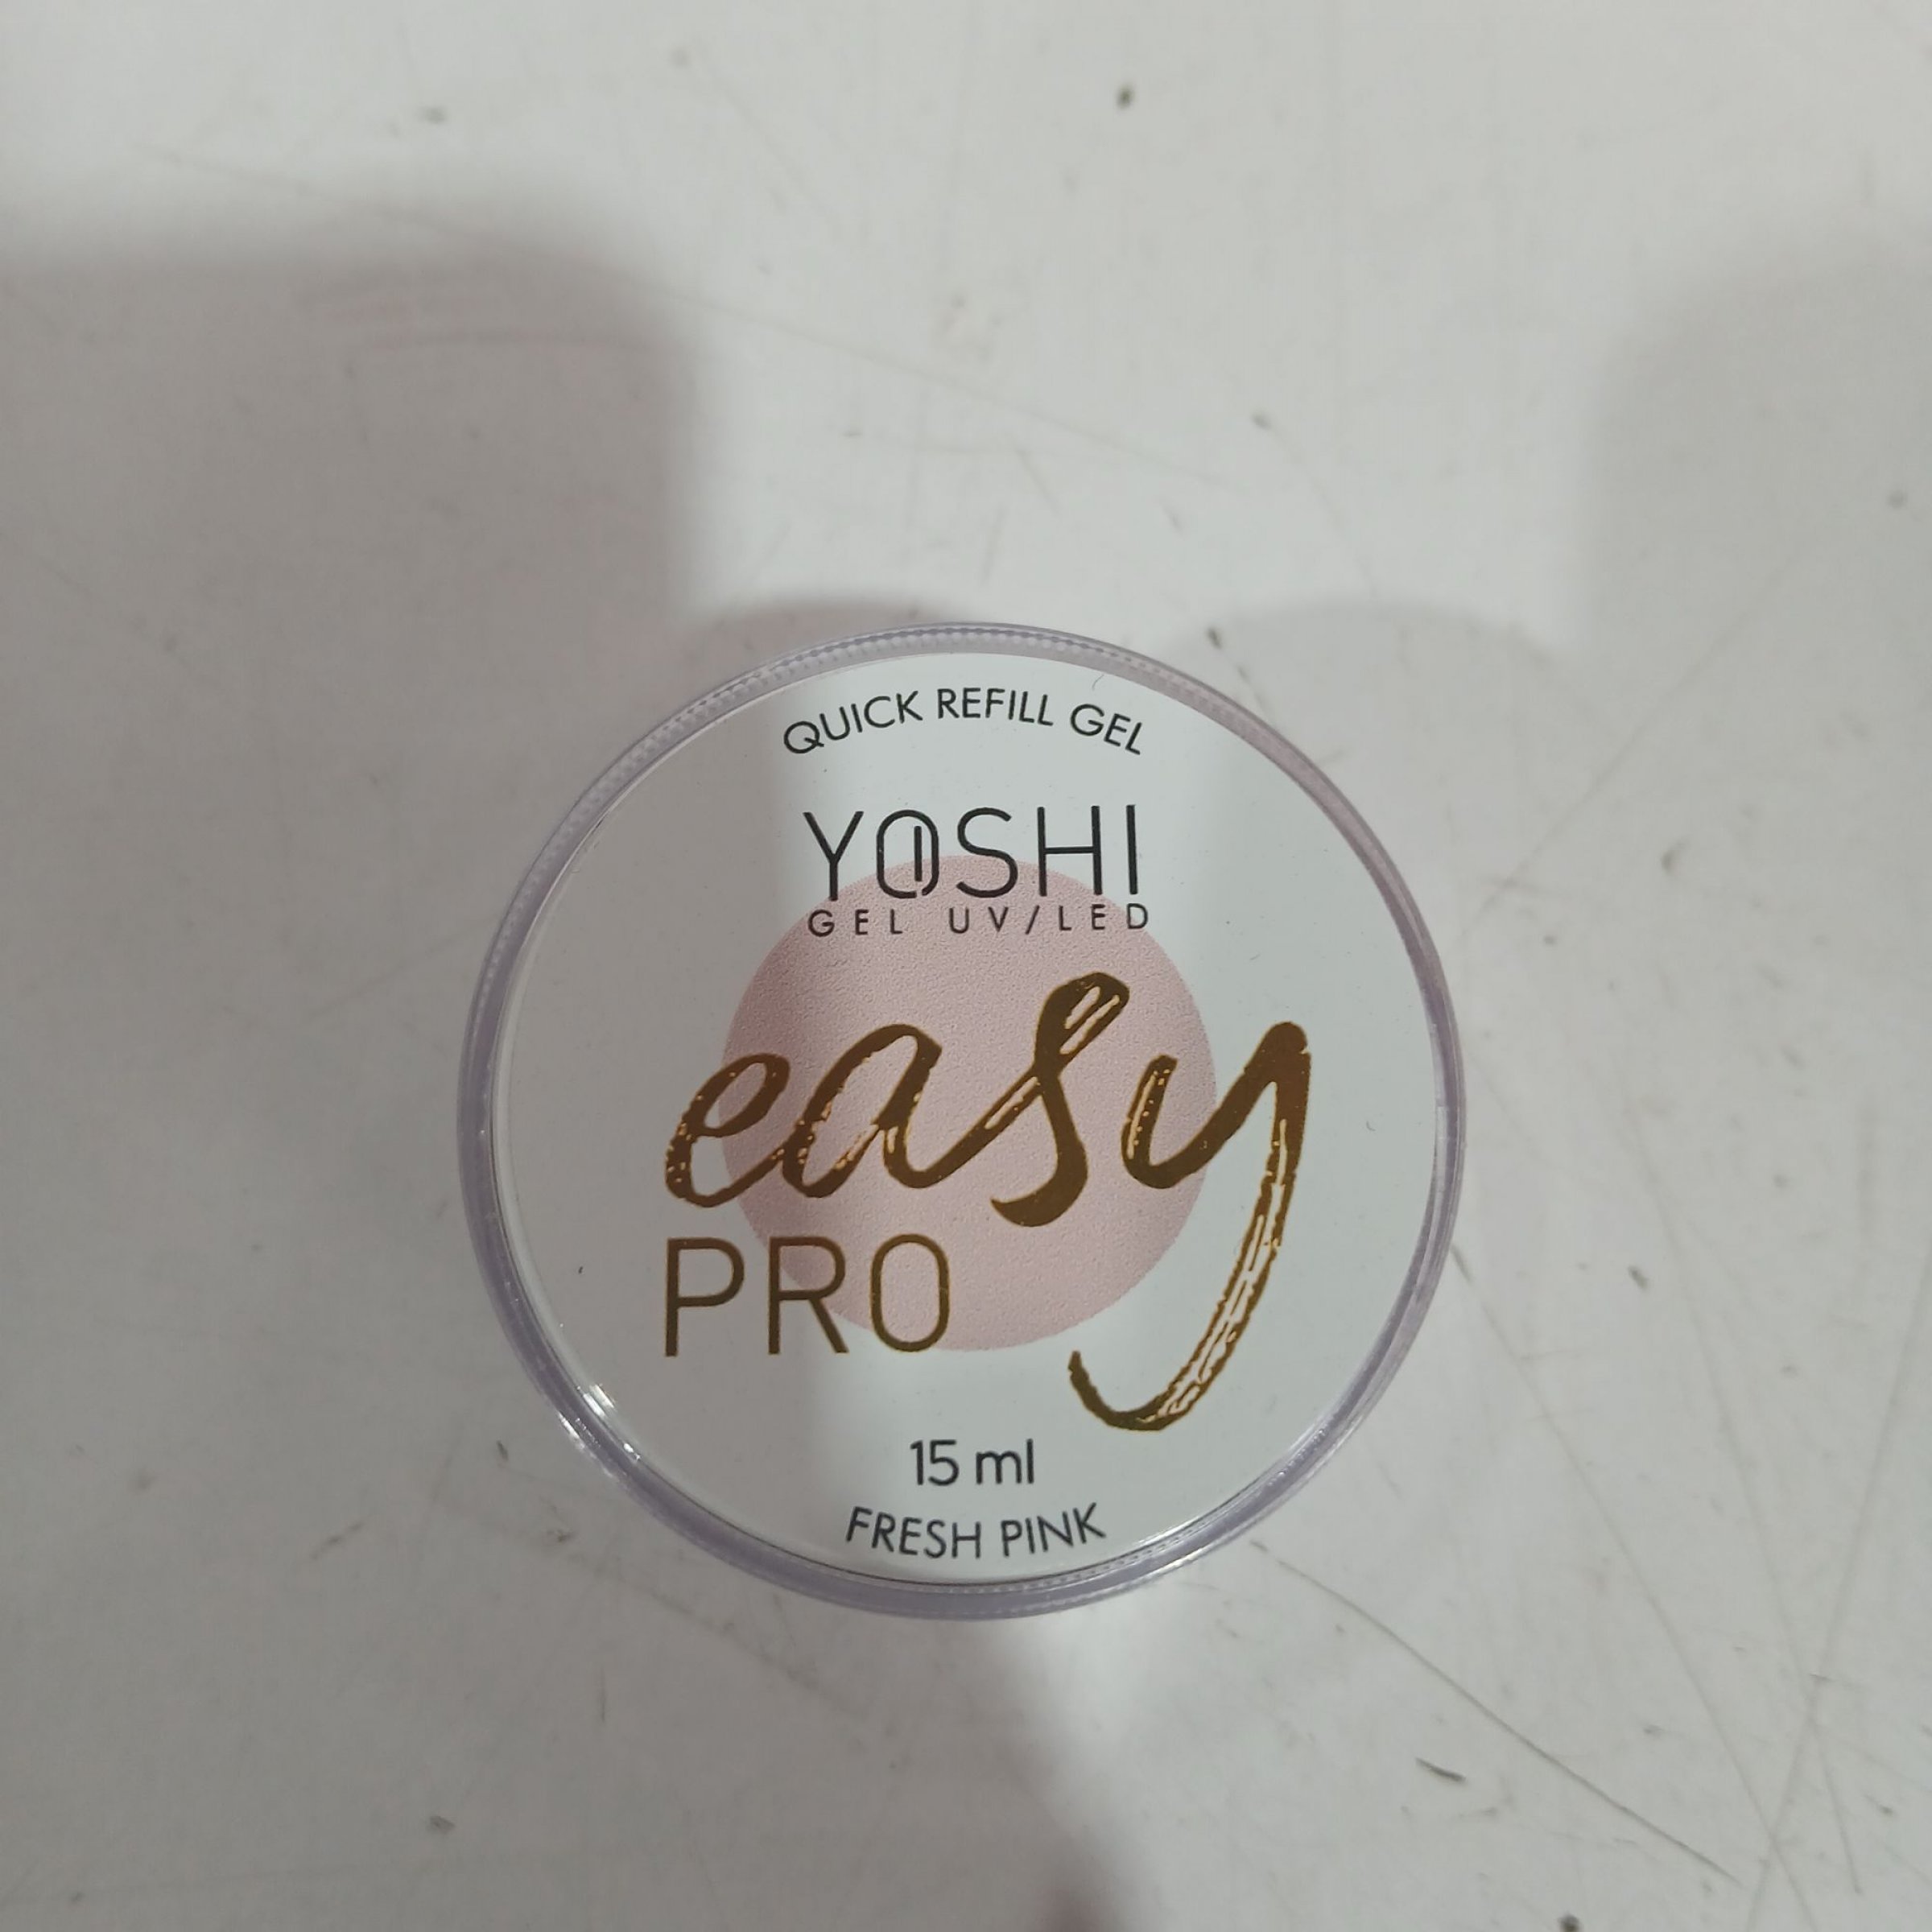 QUICK REFILL GEL
YOSHI
GEL UV/LED
easy
PRO
15 ml
FRESH PINK